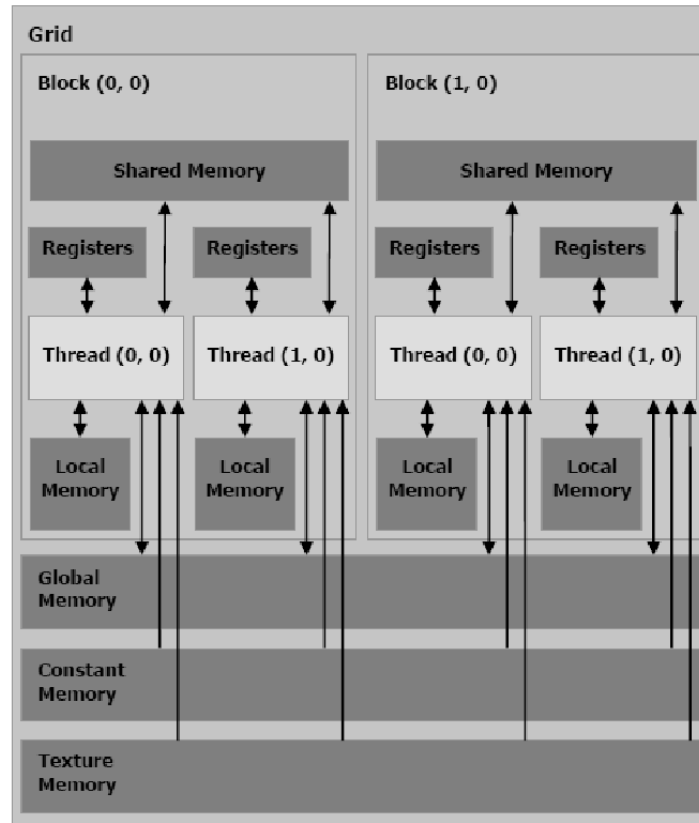 Grid
Block (0, 0)
Block (1, 0)
Shared Memory
Shared Memory
Registers
Registers
Registers
Registers
Thread (0, 0)
Thread (1, 0)
Thread (0, 0)
Thread (1, 0)
Local
Memory
Local
Memory
Local
Memory
Local
Memory
Global
Memory
Constant
Memory
Texture
Memory